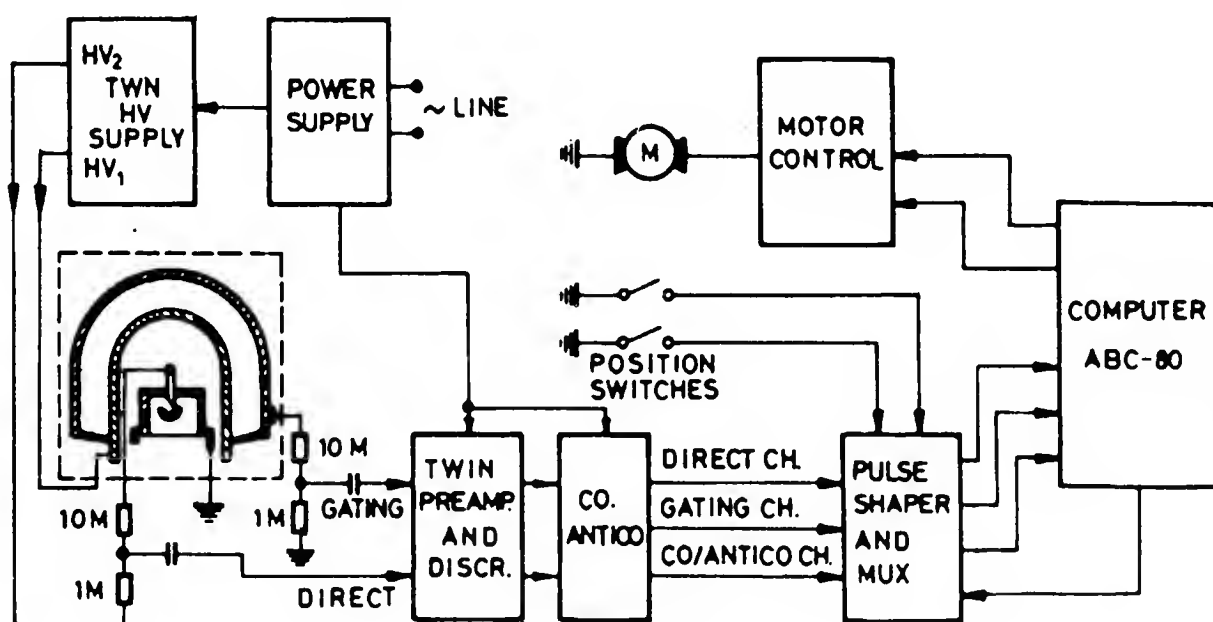 HV2
TWN
HV
SUPPLY
HV1
POWER
SUPPLY
~ LINE
M
MOTOR
CONTROL
COMPUTER
ABC-80
POSITION
SWITCHES
10 M
1M
GATING
10M
1M
DIRECT
TWIN
PREAMP.
AND
DISCR.
CO.
ANTICO
DIRECT CH.
GATING CH.
CO/ANTICO CH.
PULSE
SHAPER
AND
MUX